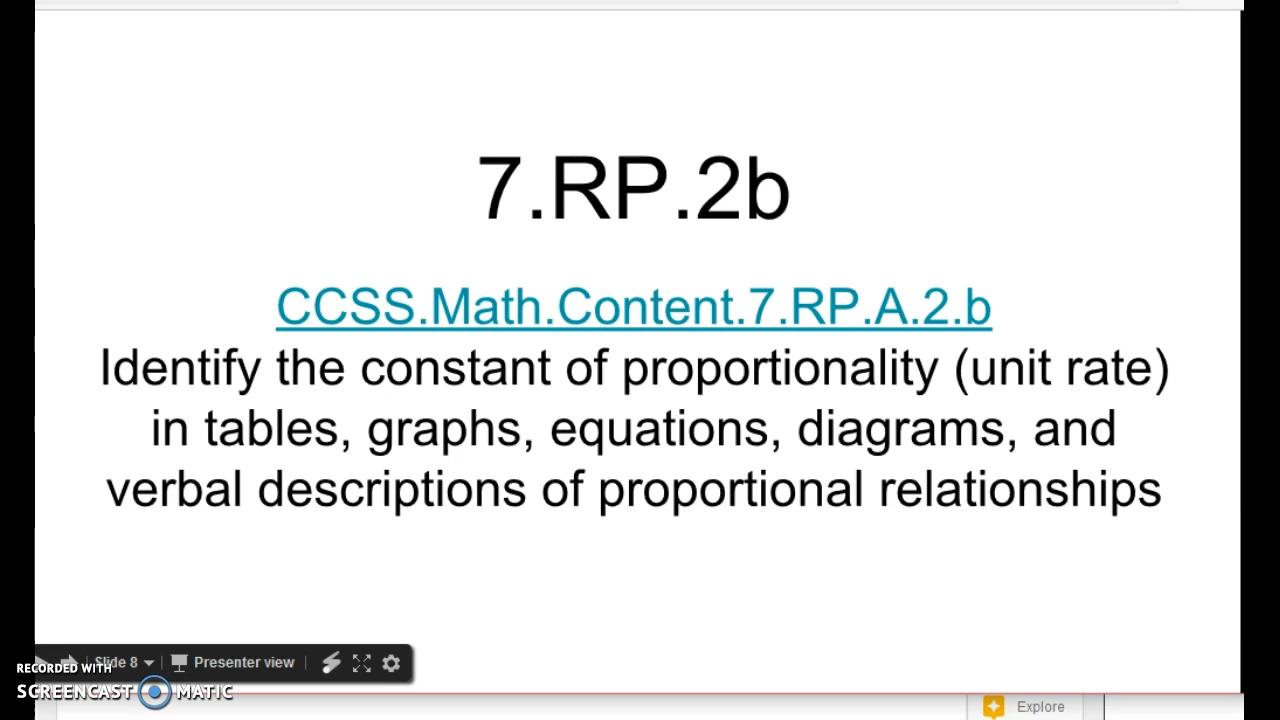 7.RP.2b
CCSS.Math.Content.7.RP.A.2.b
Identify the constant of proportionality (unit rate)
in tables, graphs, equations, diagrams, and
verbal descriptions of proportional relationships
Slide 8
Presenter view
RECORDED WITH
SCREENCAST MATIC
Explore